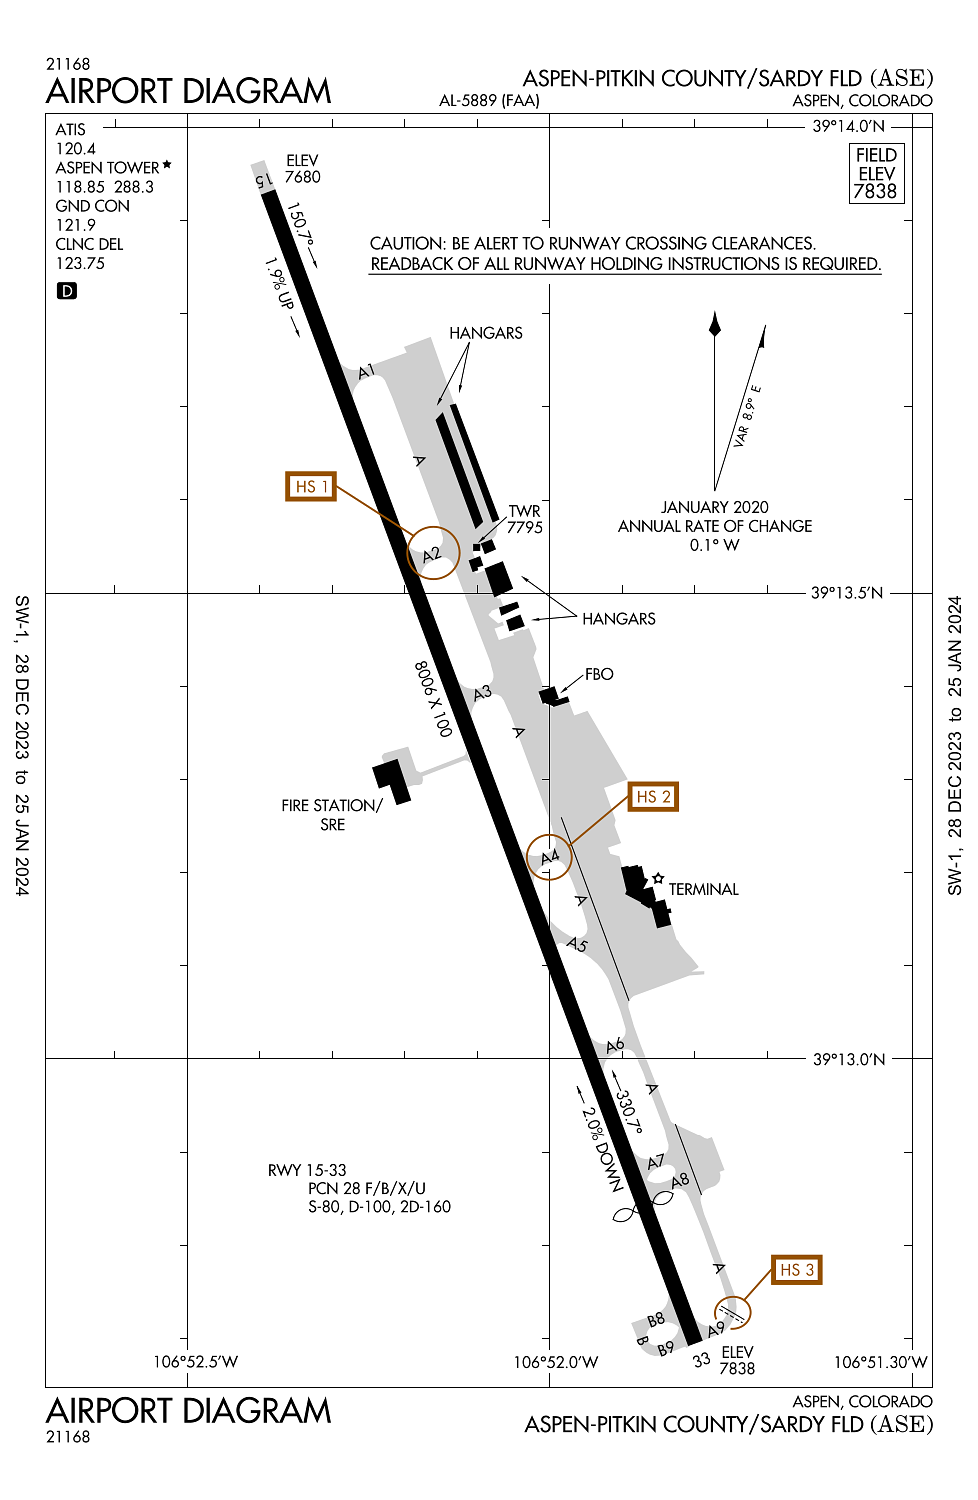 21168
AIRPORT DIAGRAM
AL-5889 (FAA)
ASPEN-PITKIN COUNTY/SARDY FLD (ASE)
ASPEN, COLORADO
ATIS
120.4
ASPEN TOWER★
118.85 288.3
GND CON
121.9
CLNC DEL
123.75
D
39°14.0'N
FIELD
ELEV
7838
15
ELEV
7680
150.7°
1.9% UP
CAUTION: BE ALERT TO RUNWAY CROSSING CLEARANCES.
READBACK OF ALL RUNWAY HOLDING INSTRUCTIONS IS REQUIRED.
HANGARS
VAR 8.9° E
JANUARY 2020
ANNUAL RATE OF CHANGE
0.1° W
A1
A
HS 1
A2
TWR
7795
39°13.5'N
HANGARS
FBO
8006 X 100
A3
A
FIRE STATION/
SRE
HS 2
A4
TERMINAL
A
A5
A6
39°13.0'N
330.7°
A
2.0% DOWN
A7
A8
RWY 15-33
PCN 28 F/B/X/U
S-80, D-100, 2D-160
A
HS 3
B8
B
B9
A9
33
ELEV
7838
106°52.5'W
106°52.0'W
106°51.30'W
SW-1, 28 DEC 2023 to 25 JAN 2024
SW-1, 28 DEC 2023 to 25 JAN 2024
AIRPORT DIAGRAM
21168
ASPEN, COLORADO
ASPEN-PITKIN COUNTY/SARDY FLD (ASE)